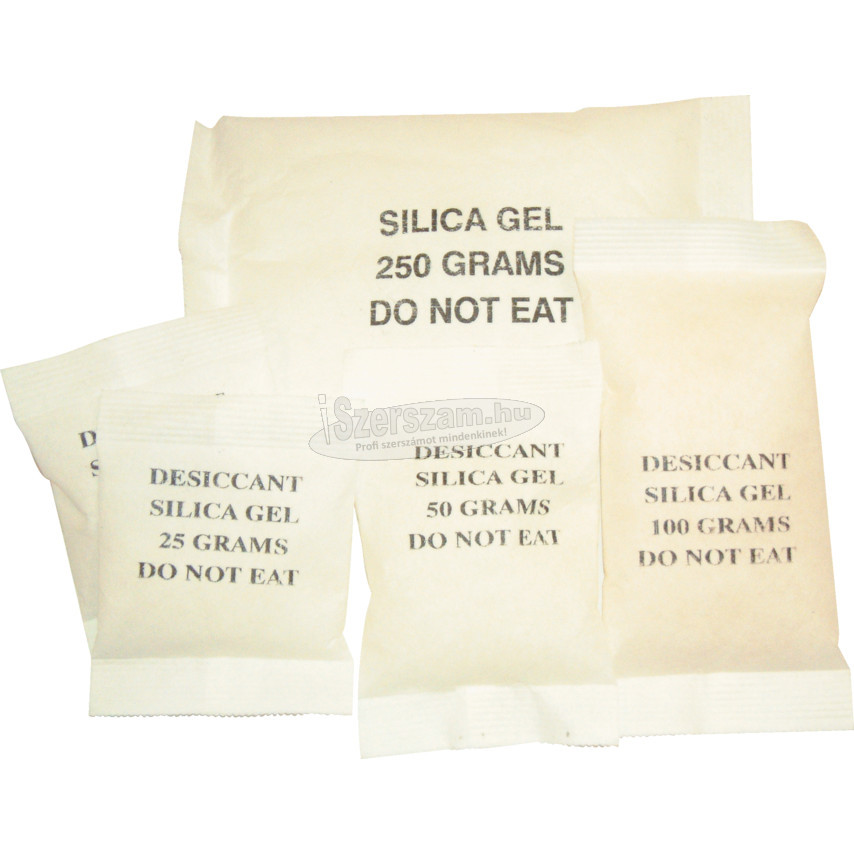 SILICA GEL
250 GRAMS
DO NOT EAT
iSzerszam.hu
Profi szerszámot mindenkinek!
DESICCANT
SILICA GEL
25 GRAMS
DO NOT EAT
DESICCANT
SILICA GEL
50 GRAMS
DO NOT EAT
DESICCANT
SILICA GEL
100 GRAMS
DO NOT EAT